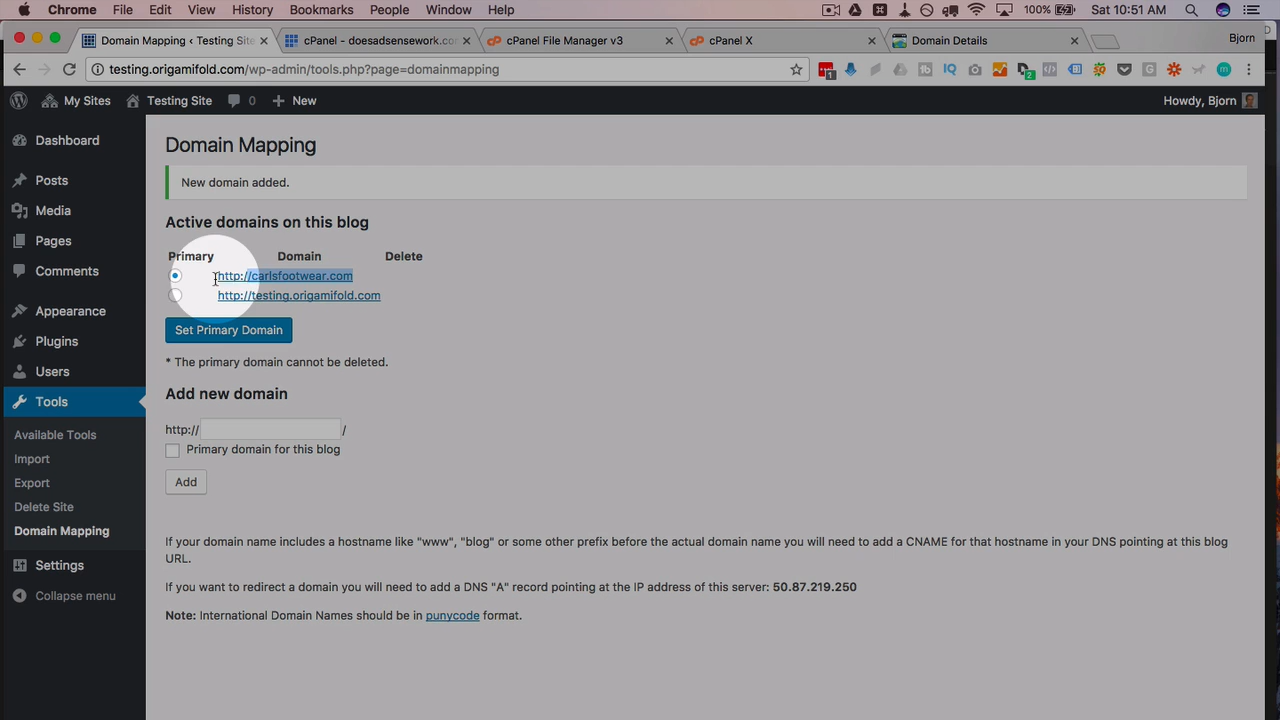 Chrome File Edit View History Bookmarks People Window Help 100% Sat 10:51 AM
Domain Mapping ‹ Testing Site cPanel - doesadsensework.co cPanel File Manager v3 cPanel X Domain Details Bjorn
testing.origamifold.com/wp-admin/tools.php?page=domainmapping
My Sites Testing Site 0 New Howdy, Bjorn
Dashboard
Posts
Media
Pages
Comments
Appearance
Plugins
Users
Tools
Available Tools
Import
Export
Delete Site
Domain Mapping
Settings
Collapse menu
Domain Mapping
New domain added.
Active domains on this blog
Primary Domain Delete
http://carlsfootwear.com
http://testing.origamifold.com
Set Primary Domain
* The primary domain cannot be deleted.
Add new domain
http:// /
Primary domain for this blog
Add
If your domain name includes a hostname like "www", "blog" or some other prefix before the actual domain name you will need to add a CNAME for that hostname in your DNS pointing at this blog
URL.
If you want to redirect a domain you will need to add a DNS "A" record pointing at the IP address of this server: 50.87.219.250
Note: International Domain Names should be in punycode format.